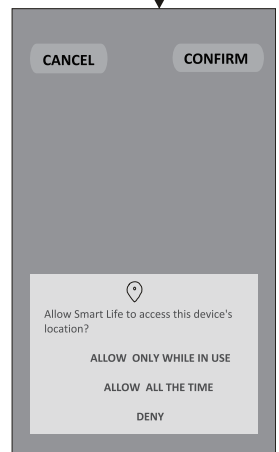 CANCEL
CONFIRM
Allow Smart Life to access this device's
location?
ALLOW ONLY WHILE IN USE
ALLOW ALL THE TIME
DENY